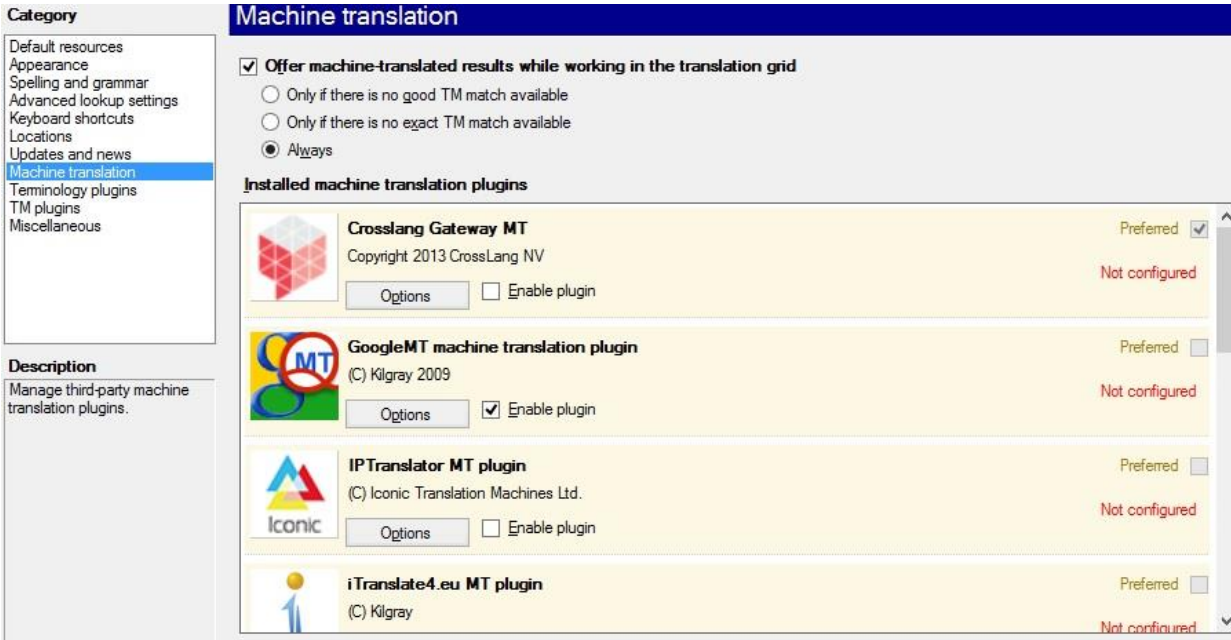 Category
Default resources
Appearance
Spelling and grammar
Advanced lookup settings
Keyboard shortcuts
Locations
Updates and news
Machine translation
Terminology plugins
TM plugins
Miscellaneous
Description
Manage third-party machine
translation plugins.
Machine translation
Offer machine-translated results while working in the translation grid
Only if there is no good TM match available
Only if there is no exact TM match available
Always
Installed machine translation plugins
Crosslang Gateway MT
Preferred
Copyright 2013 CrossLang NV
Not configured
Options
Enable plugin
MT
GoogleMT machine translation plugin
Preferred
(C) Kilgray 2009
Not configured
Options
Enable plugin
Iconic
IPTranslator MT plugin
Preferred
(C) Iconic Translation Machines Ltd.
Not configured
Options
Enable plugin
iTranslate4.eu MT plugin
Preferred
(C) Kilgray
Not configured